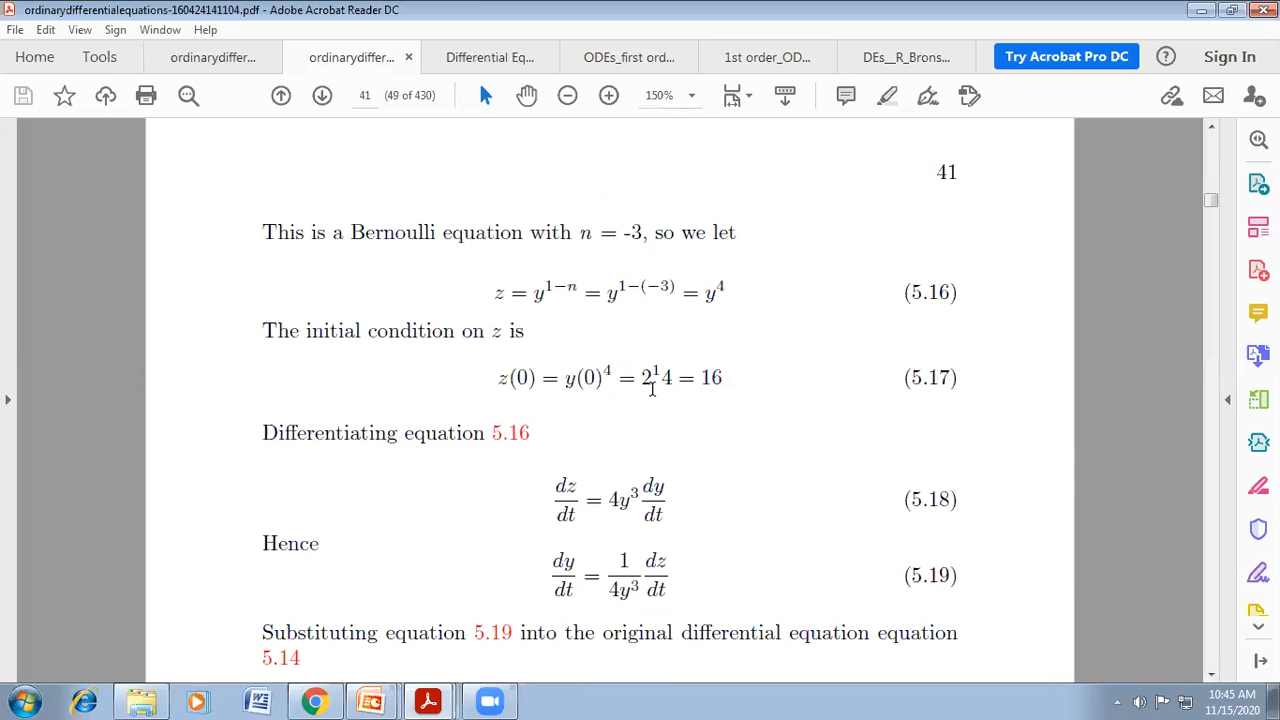 ordinarydifferentialequations-160424141104.pdf - Adobe Acrobat Reader DC
File Edit View Sign Window Help
Home Tools ordinarydiffer... ordinarydiffer... × Differential Eq... ODEs_first ord... 1st order_OD... DEs__R_Brons... Try Acrobat Pro DC Sign In
41 (49 of 430) 150%
41
This is a Bernoulli equation with n = -3, so we let
z = y^{1−n} = y^{1−(−3)} = y^4 (5.16)
The initial condition on z is
z(0) = y(0)^4 = 2^14 = 16 (5.17)
Differentiating equation 5.16
dz/dt = 4y^3 dy/dt (5.18)
Hence
dy/dt = 1/4y^3 dz/dt (5.19)
Substituting equation 5.19 into the original differential equation equation
5.14
10:45 AM
11/15/2020